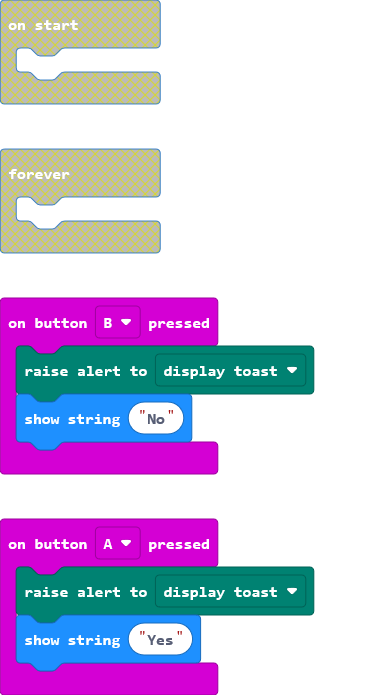 on start
forever
on button B pressed
raise alert to display toast
show string "No"
on button A pressed
raise alert to display toast
show string "Yes"